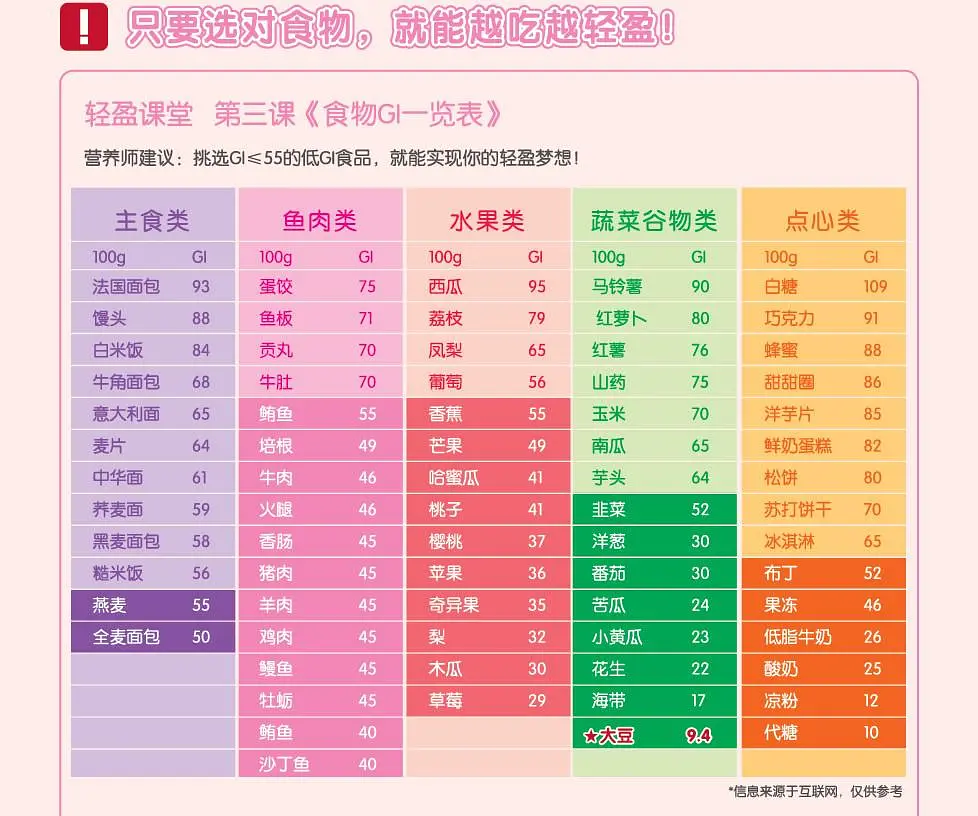 ! 只要选对食物，就能越吃越轻盈！
轻盈课堂 第三课《食物GI一览表》
营养师建议：挑选GI≤55的低GI食品，就能实现你的轻盈梦想！
主食类 鱼肉类 水果类 蔬菜谷物类 点心类
100g GI 100g GI 100g GI 100g GI 100g GI
法国面包 93 蛋饺 75 西瓜 95 马铃薯 90 白糖 109
馒头 88 鱼板 71 荔枝 79 红萝卜 80 巧克力 91
白米饭 84 贡丸 70 凤梨 65 红薯 76 蜂蜜 88
牛角面包 68 牛肚 70 葡萄 56 山药 75 甜甜圈 86
意大利面 65 鲔鱼 55 香蕉 55 玉米 70 洋芋片 85
麦片 64 培根 49 芒果 49 南瓜 65 鲜奶蛋糕 82
中华面 61 牛肉 46 哈蜜瓜 41 芋头 64 松饼 80
荞麦面 59 火腿 46 桃子 41 韭菜 52 苏打饼干 70
黑麦面包 58 香肠 45 樱桃 37 洋葱 30 冰淇淋 65
糙米饭 56 猪肉 45 苹果 36 番茄 30 布丁 52
燕麦 55 羊肉 45 奇异果 35 苦瓜 24 果冻 46
全麦面包 50 鸡肉 45 梨 32 小黄瓜 23 低脂牛奶 26
鳗鱼 45 木瓜 30 花生 22 酸奶 25
牡蛎 45 草莓 29 海带 17 凉粉 12
鲔鱼 40 ★大豆 9.4 代糖 10
沙丁鱼 40
*信息来源于互联网，仅供参考